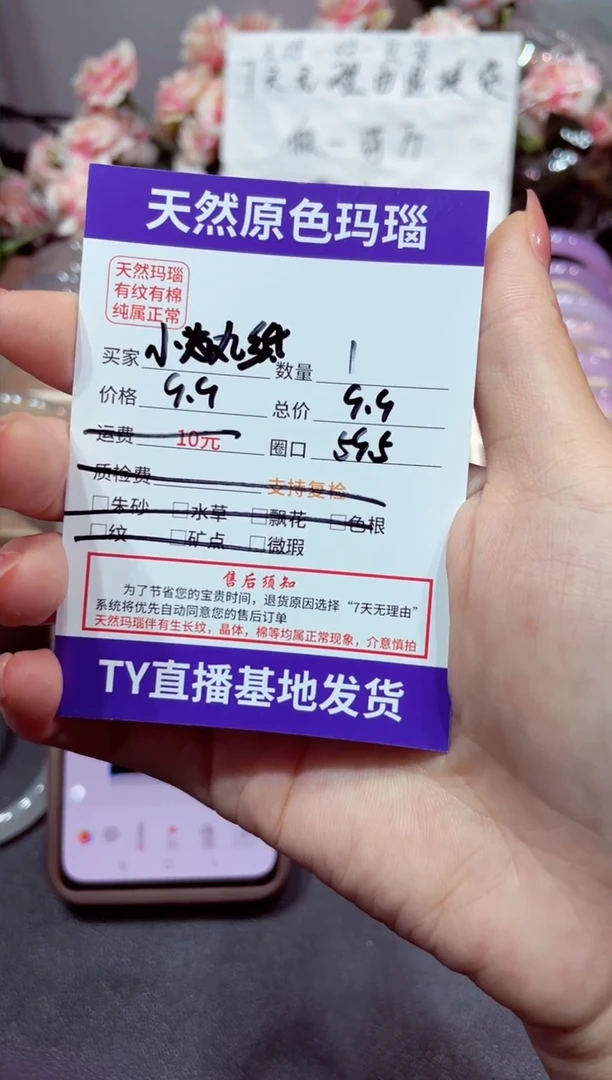 天然原色玛瑙
天然玛瑙
有纹有棉
纯属正常
买家 小 丸 数量 1
价格 9.9 总价 9.9
运费 10元 圈口 59.5
质检费 支持复检
□朱砂 □水草 □飘花 □色根
□纹 □矿点 □微瑕
售后须知
为了节省您的宝贵时间，退货原因选择“7天无理由”
系统将优先自动同意您的售后订单
天然玛瑙伴有生长纹，晶体，棉等均属正常现象，介意慎拍
TY直播基地发货